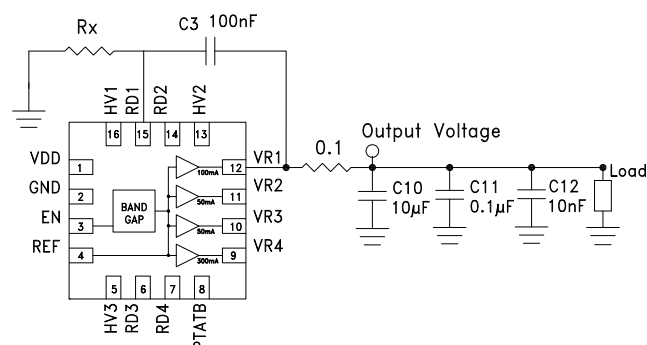 Rx
C3 100nF
HV1
RD1
RD2
HV2
16
15
14
13
VDD
1
GND
2
EN
3
REF
4
BAND
GAP
100mA
50mA
50mA
300mA
12
VR1
11
VR2
10
VR3
9
VR4
5
6
7
8
HV3
RD3
RD4
STATB
0.1
Output Voltage
C10
10µF
C11
0.1µF
C12
10nF
Load